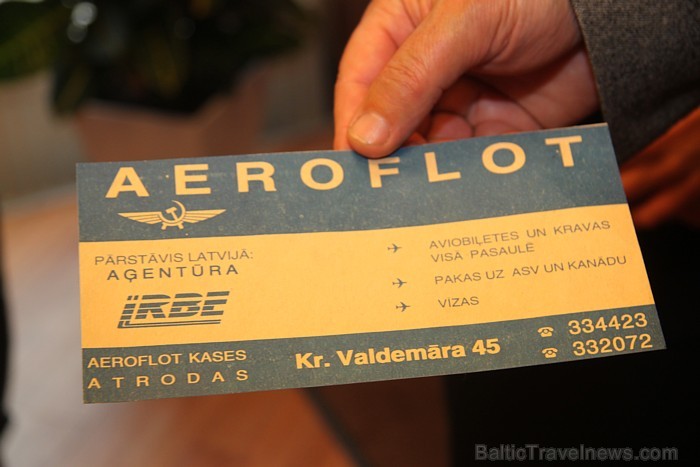 AEROFLOT
PĀRSTĀVIS LATVIJĀ:
AĢENTŪRA
IRBE
AVIOBIĻETES UN KRAVAS
VISĀ PASAULĒ
PAKAS UZ ASV UN KANĀDU
VĪZAS
AEROFLOT KASES
ATRODAS
Kr. Valdemāra 45
☎ 334423
☎ 332072
BalticTravelnews.com